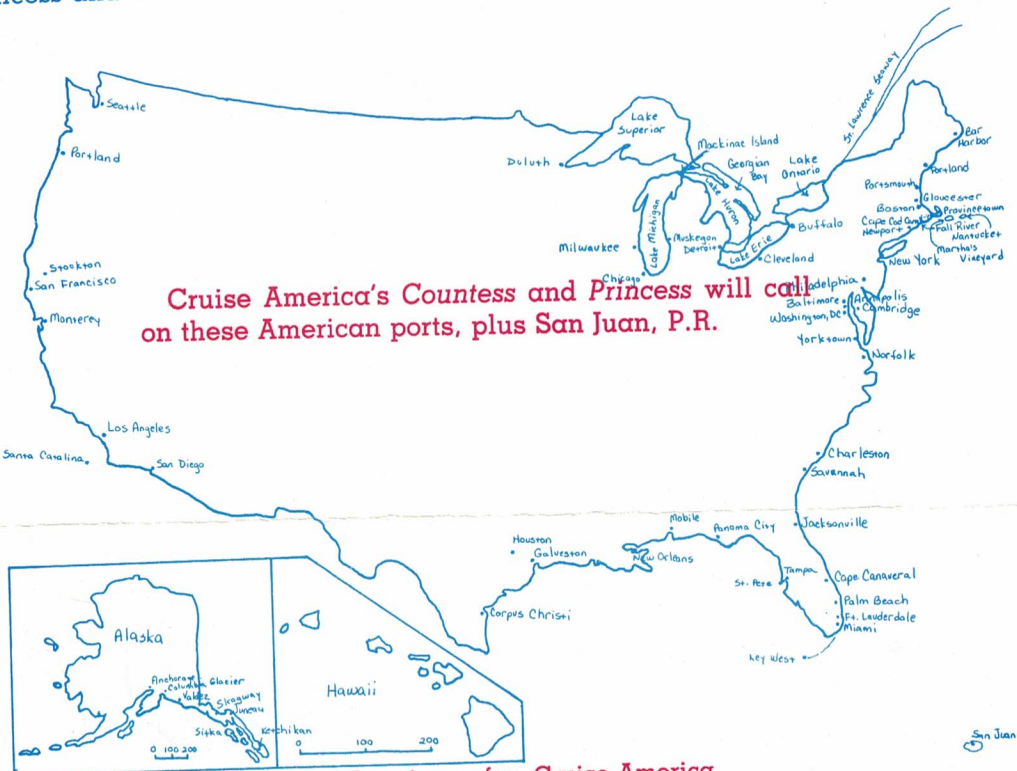 Seattle
Portland
Stockton
San Francisco
Monterey
Los Angeles
Santa Catalina
San Diego
Duluth
Lake
Superior
Mackinac Island
Georgian
Bay
Lake
Ontario
St. Lawrence Seaway
Lake Michigan
Lake Huron
Lake Erie
Milwaukee
Chicago
Muskegon
Detroit
Cleveland
Buffalo
Bar
Harbor
Portland
Portsmouth
Gloucester
Boston
Provincetown
Cape Cod Canal
Newport
Fall River
Nantucket
Martha's
Vineyard
New York
Philadelphia
Baltimore
Annapolis
Cambridge
Washington, DC
Yorktown
Norfolk
Cruise America's Countess and Princess will call
on these American ports, plus San Juan, P.R.
Charleston
Savannah
Jacksonville
Mobile
Panama City
Houston
Galveston
New Orleans
Tampa
St. Pete
Cape Canaveral
Palm Beach
Ft. Lauderdale
Miami
Key West
Corpus Christi
Alaska
Anchorage
Columbia Glacier
Valdez
Skagway
Juneau
Sitka
Ketchikan
0 100 200
Hawaii
0 100 200
San Juan
Cruise America